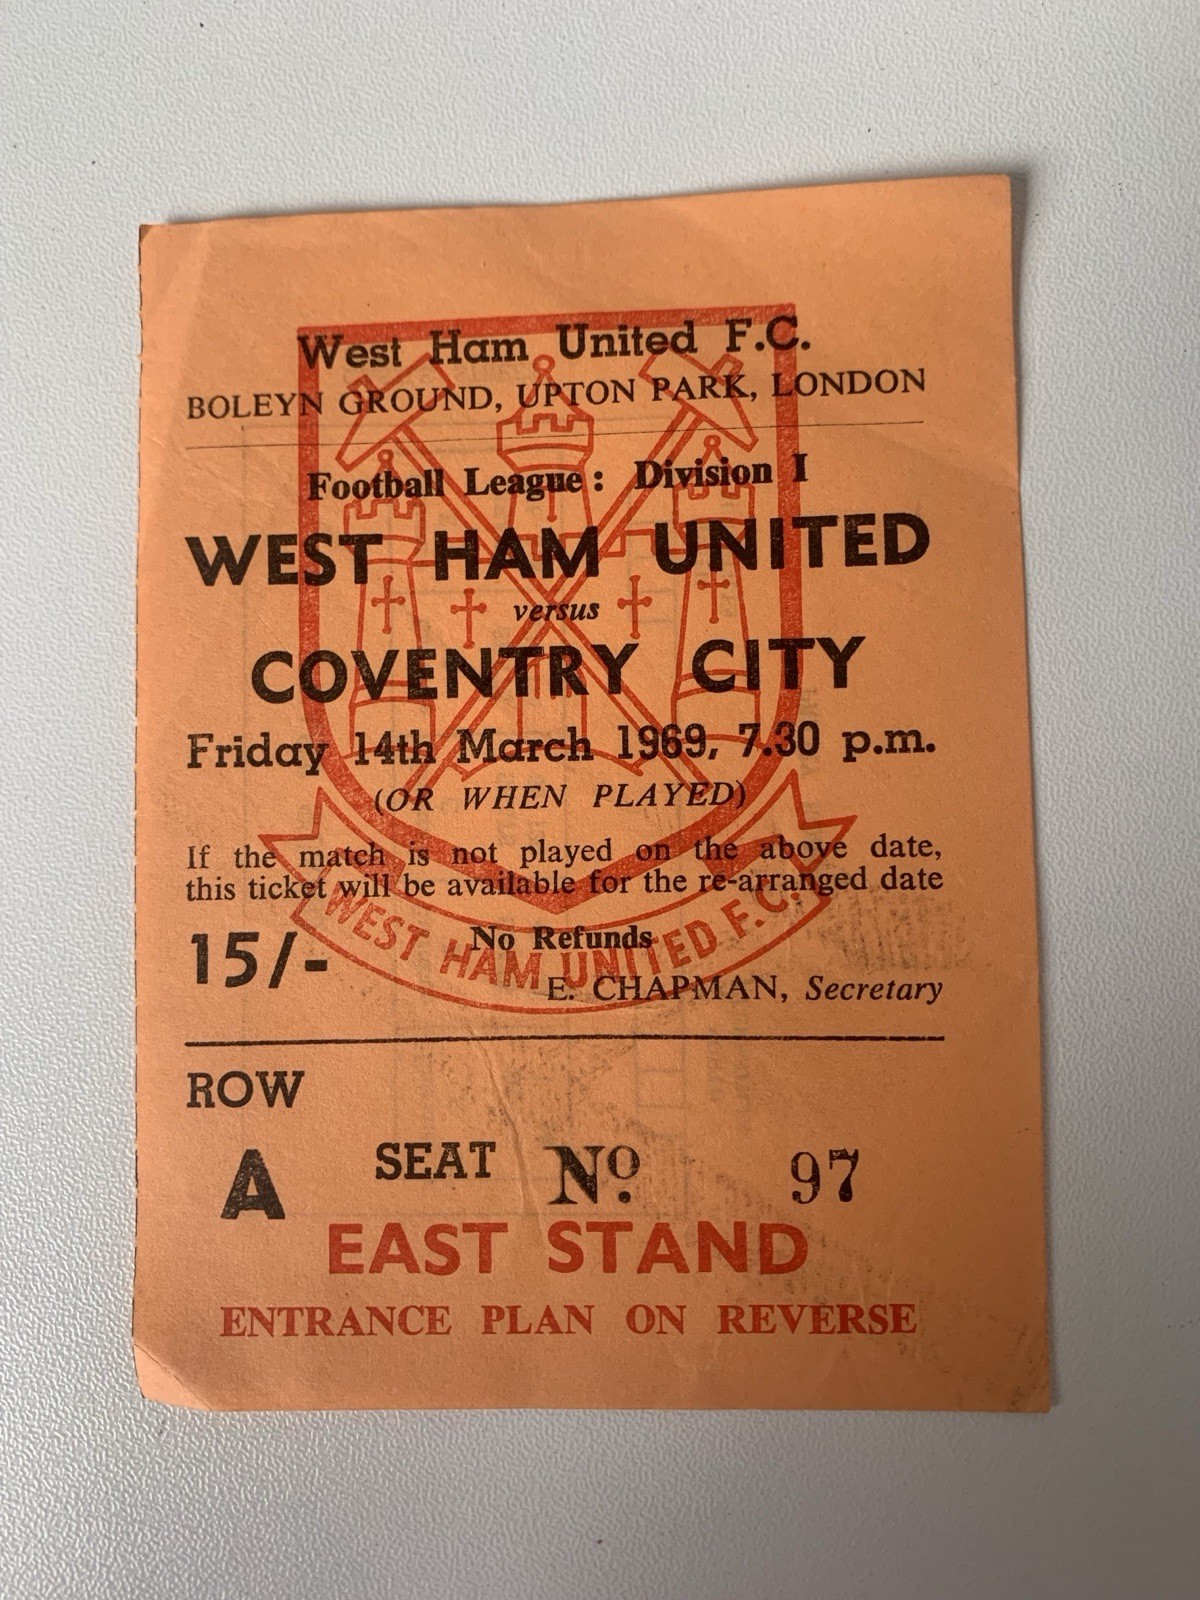 West Ham United F.C.
BOLEYN GROUND, UPTON PARK, LONDON
Football League: Division I
WEST HAM UNITED
versus
COVENTRY CITY
Friday 14th March 1969, 7.30 p.m.
(OR WHEN PLAYED)
If the match is not played on the above date,
this ticket will be available for the re-arranged date
WEST HAM UNITED F.C.
15/-
No Refunds
E. CHAPMAN, Secretary
ROW
A SEAT Nº. 97
EAST STAND
ENTRANCE PLAN ON REVERSE